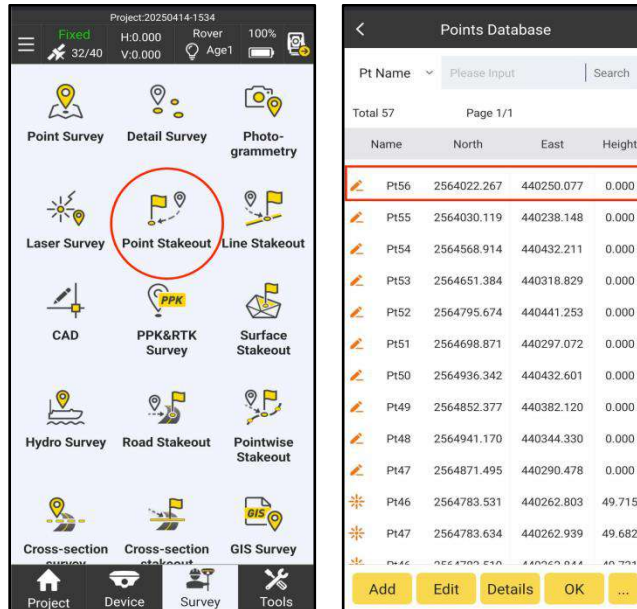 Project:20250414-1534
Fixed H:0.000 Rover 100%
32/40 V:0.000 Age1
Point Survey Detail Survey Photo-
grammetry
Laser Survey Point Stakeout Line Stakeout
PPK
CAD PPK&RTK Surface
Survey Stakeout
Hydro Survey Road Stakeout Pointwise
Stakeout
GIS
Cross-section Cross-section GIS Survey
survey stakeout
Project Device Survey Tools
Points Database
Pt Name Please Input Search
Total 57 Page 1/1
Name North East Height
Pt56 2564022.267 440250.077 0.000
Pt55 2564030.119 440238.148 0.000
Pt54 2564568.914 440432.211 0.000
Pt53 2564651.384 440318.829 0.000
Pt52 2564795.674 440441.253 0.000
Pt51 2564698.871 440297.072 0.000
Pt50 2564936.342 440432.601 0.000
Pt49 2564852.377 440382.120 0.000
Pt48 2564941.170 440344.330 0.000
Pt47 2564871.495 440290.478 0.000
Pt46 2564783.531 440262.803 49.715
Pt47 2564783.634 440262.939 49.682
Add Edit Details OK ...